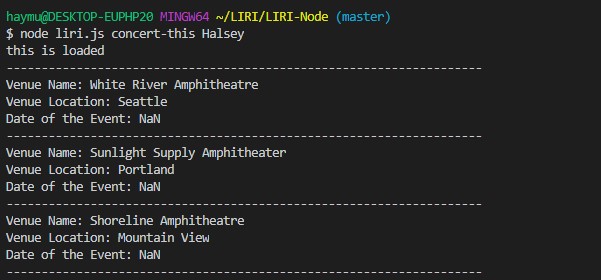 haymu@DESKTOP-EUPHP20 MINGW64 ~/LIRI/LIRI-Node (master)
$ node liri.js concert-this Halsey
this is loaded
--------------------------------------------------------------------
Venue Name: White River Amphitheatre
Venue Location: Seattle
Date of the Event: NaN
--------------------------------------------------------------------
Venue Name: Sunlight Supply Amphitheater
Venue Location: Portland
Date of the Event: NaN
--------------------------------------------------------------------
Venue Name: Shoreline Amphitheatre
Venue Location: Mountain View
Date of the Event: NaN
--------------------------------------------------------------------